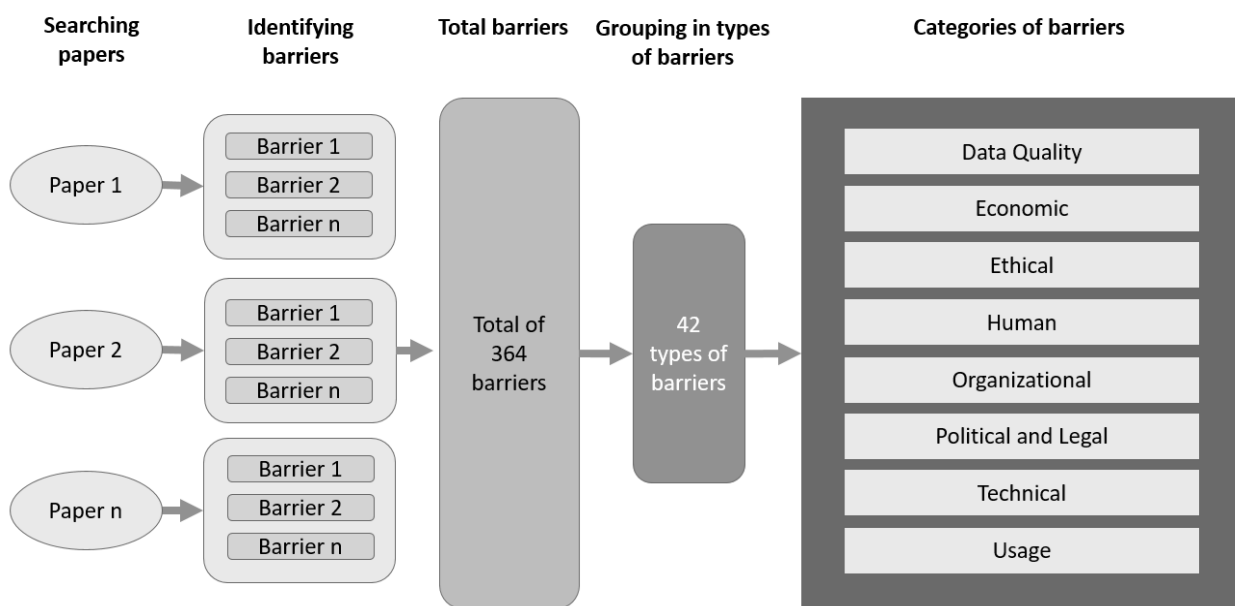 Searching
papers
Identifying
barriers
Total barriers
Grouping in types
of barriers
Categories of barriers
Paper 1
Barrier 1
Barrier 2
Barrier n
Paper 2
Barrier 1
Barrier 2
Barrier n
Paper n
Barrier 1
Barrier 2
Barrier n
Total of
364
barriers
42
types of
barriers
Data Quality
Economic
Ethical
Human
Organizational
Political and Legal
Technical
Usage